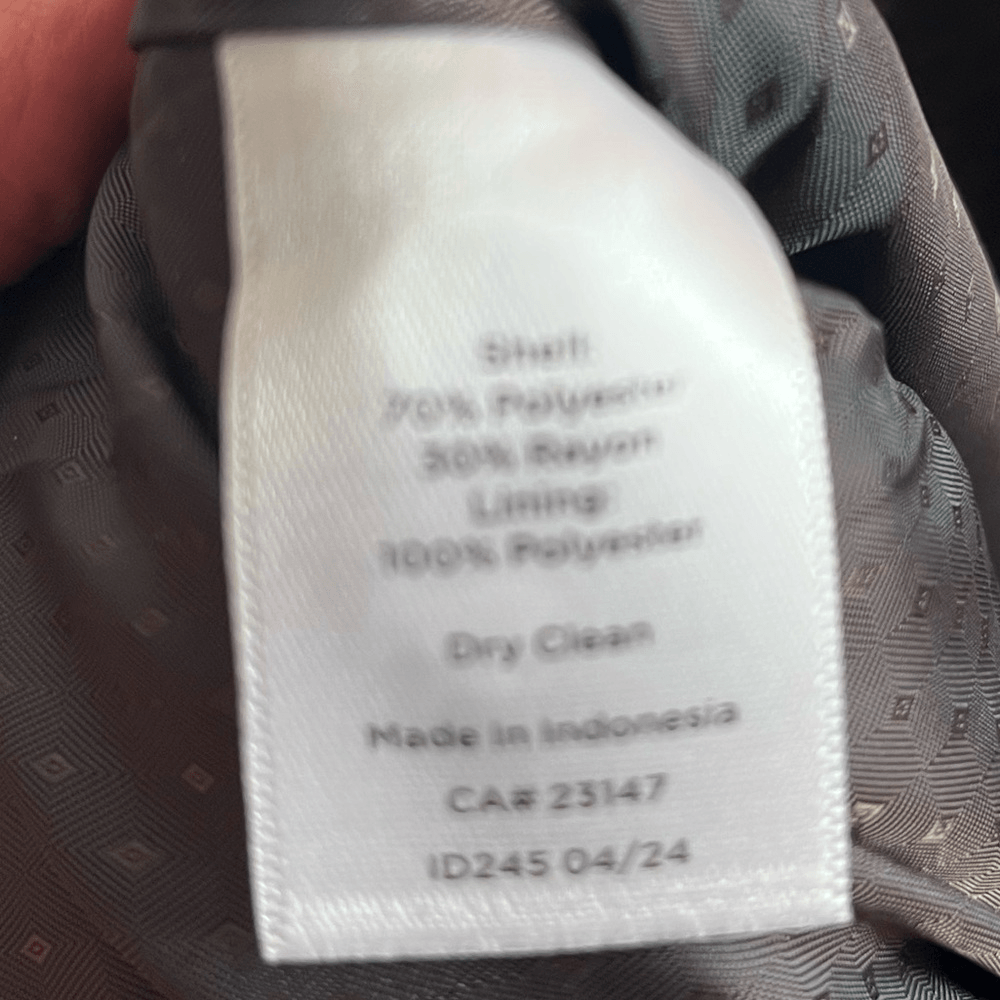 Shell:
70% Polyester
30% Rayon
Lining:
100% Polyester
Dry Clean
Made in Indonesia
CA# 23147
ID245 04/24